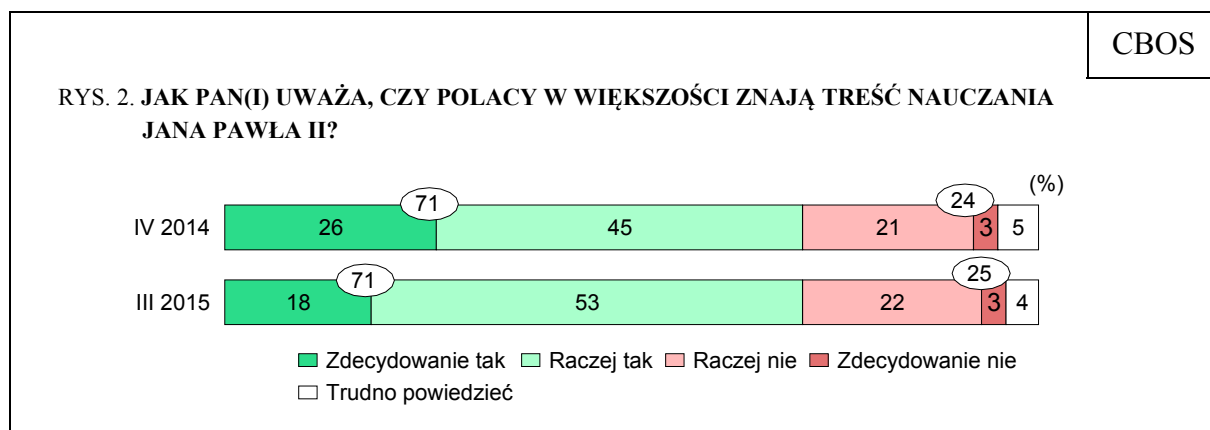 CBOS
RYS. 2. JAK PAN(I) UWAŻA, CZY POLACY W WIĘKSZOŚCI ZNAJĄ TREŚĆ NAUCZANIA
JANA PAWŁA II?
(%)
71 24
IV 2014 26 45 21 3 5
71 25
III 2015 18 53 22 3 4
Zdecydowanie tak Raczej tak Raczej nie Zdecydowanie nie
Trudno powiedzieć